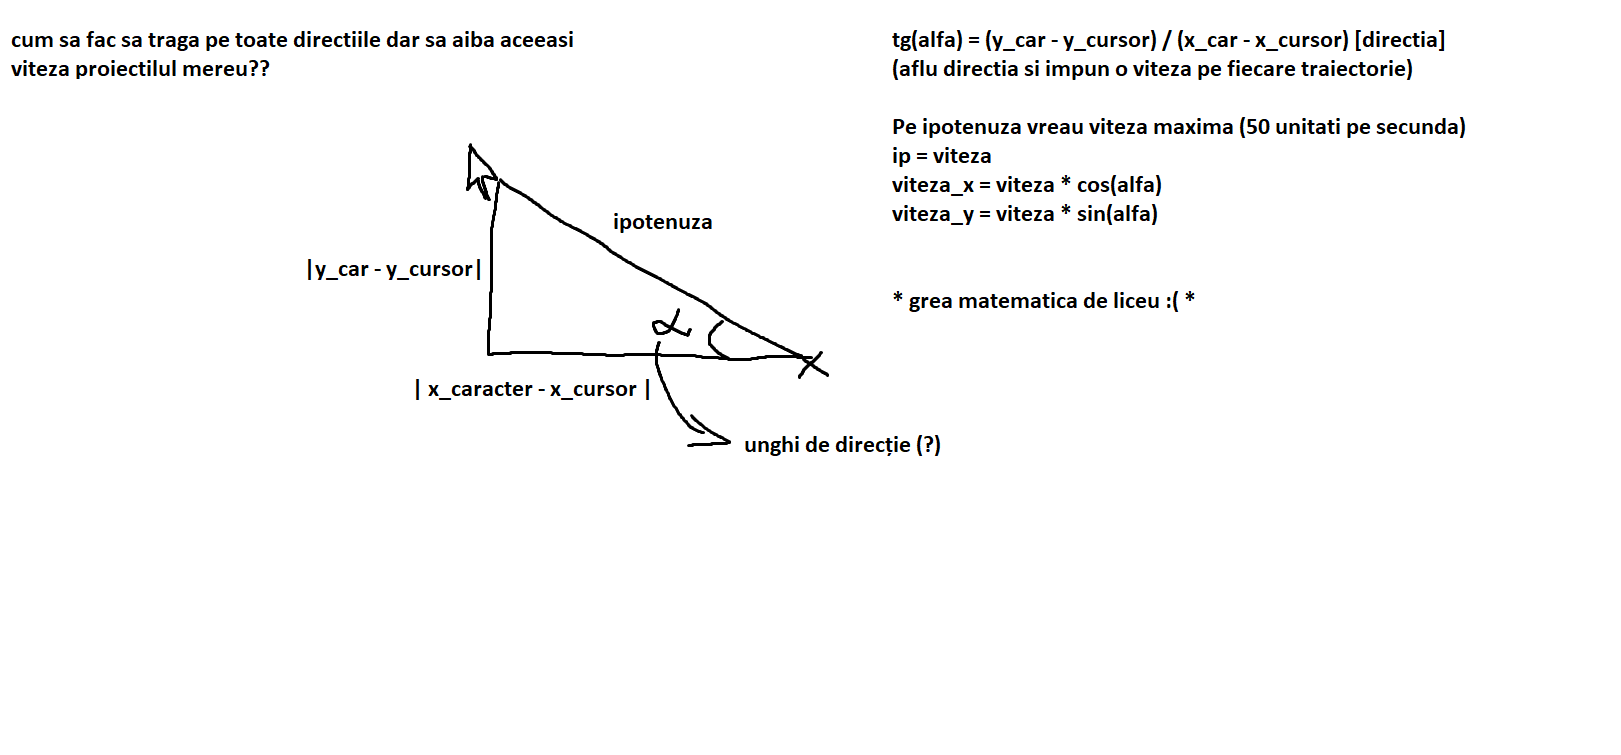 cum sa fac sa traga pe toate directiile dar sa aiba aceeasi
viteza proiectilul mereu??
tg(alfa) = (y_car - y_cursor) / (x_car - x_cursor) [directia]
(aflu directia si impun o viteza pe fiecare traiectorie)
Pe ipotenuza vreau viteza maxima (50 unitati pe secunda)
ip = viteza
viteza_x = viteza * cos(alfa)
viteza_y = viteza * sin(alfa)
* grea matematica de liceu :( *
ipotenuza
|y_car - y_cursor|
α
| x_caracter - x_cursor |
unghi de direcție (?)